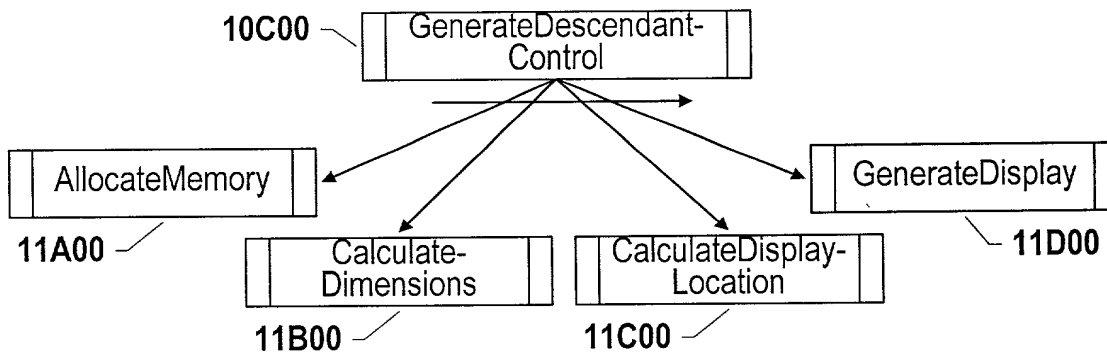 10C00
GenerateDescendant-
Control
AllocateMemory
11A00
Calculate-
Dimensions
11B00
CalculateDisplay-
Location
11C00
GenerateDisplay
11D00